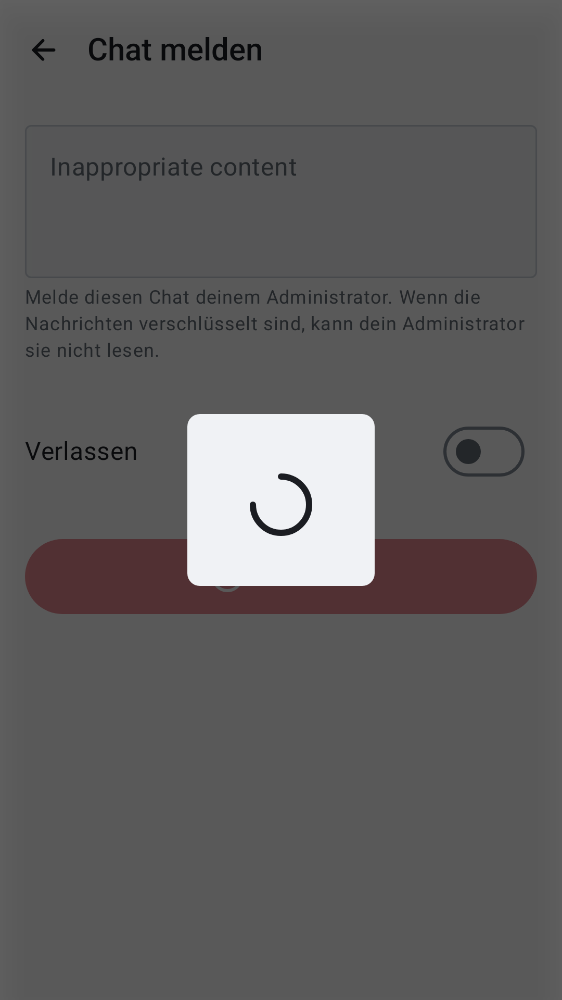 Chat melden
Inappropriate content
Melde diesen Chat deinem Administrator. Wenn die
Nachrichten verschlüsselt sind, kann dein Administrator
sie nicht lesen.
Verlassen